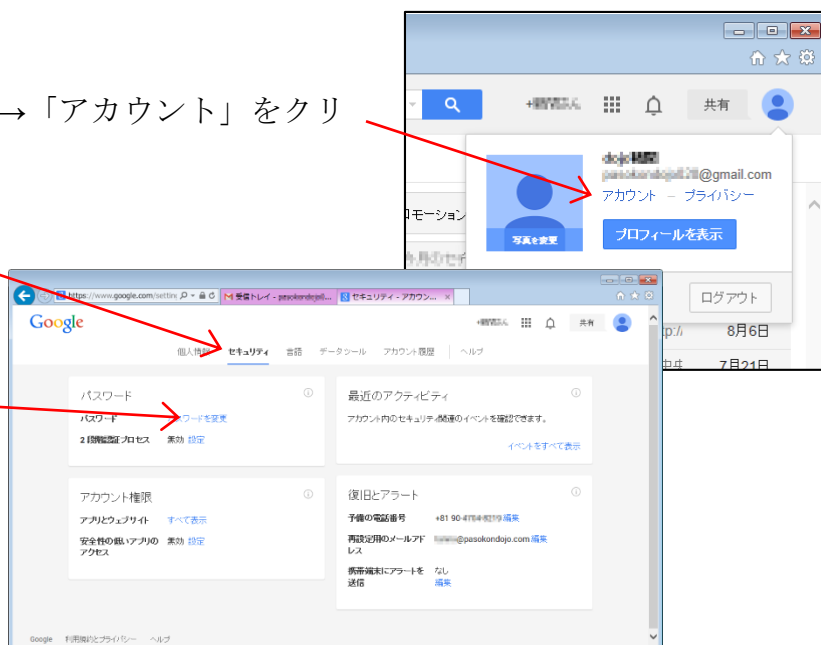 →「アカウント」をクリ
共有
@gmail.com
アカウント － プライバシー
写真を変更
プロフィールを表示
ログアウト
8月6日
7月21日
https://www.google.com/settin
受信トレイ -
セキュリティ - アカウン...
Google
共有
セキュリティ 言語 データツール アカウント履歴 ヘルプ
パスワード
パスワード
ワードを変更
2 段階認証プロセス 無効 設定
最近のアクティビティ
アカウント内のセキュリティ関連のイベントを確認できます。
イベントをすべて表示
アカウント権限
アプリとウェブサイト すべて表示
安全性の低いアプリの 無効 設定
アクセス
復旧とアラート
予備の電話番号 +81 90- 編集
再設定用のメールアド @pasokondojo.com 編集
レス
携帯端末にアラートを なし
送信 編集
Google 利用規約とプライバシー ヘルプ